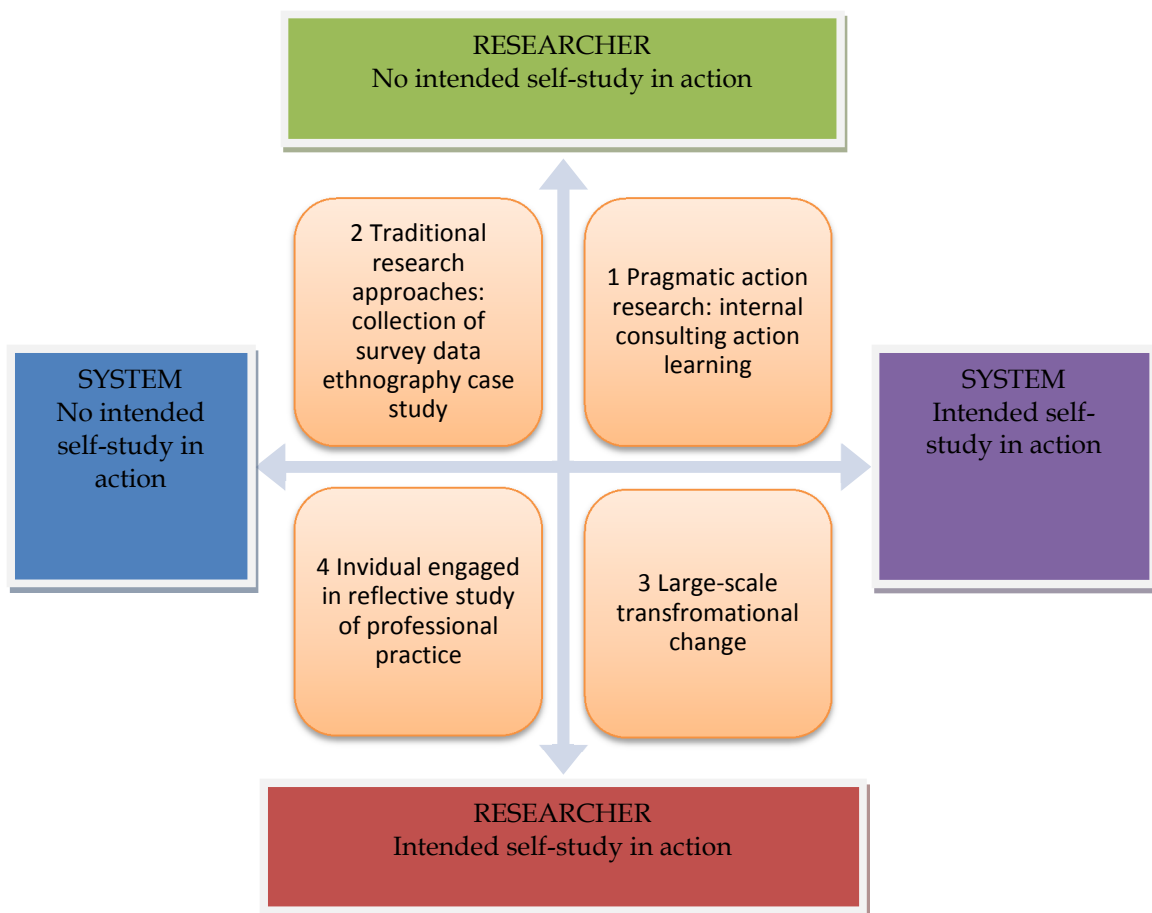 RESEARCHER
No intended self-study in action
2 Traditional
research
approaches:
collection of
survey data
ethnography case
study
1 Pragmatic action
research: internal
consulting action
learning
SYSTEM
No intended
self-study in
action
SYSTEM
Intended self-
study in action
4 Invidual engaged
in reflective study
of professional
practice
3 Large-scale
transfromational
change
RESEARCHER
Intended self-study in action